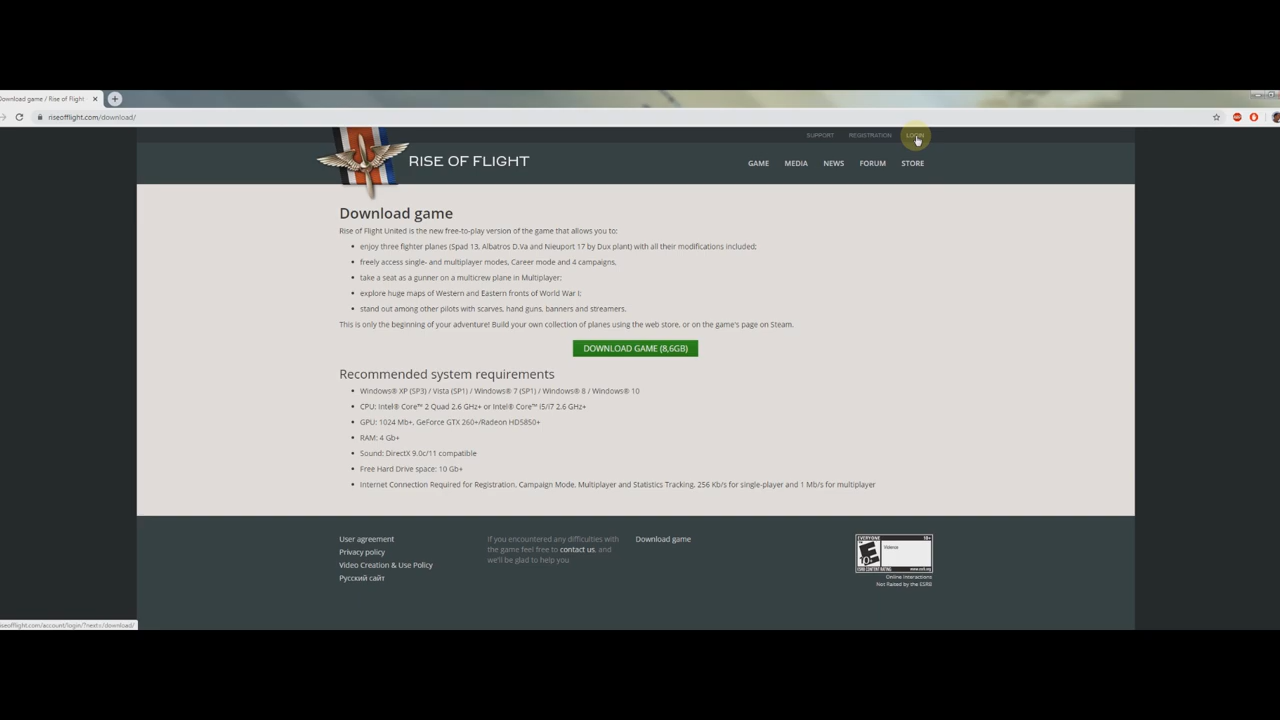 Download game / Rise of Flight
riseofflight.com/download/
SUPPORT REGISTRATION LOGIN
RISE OF FLIGHT
GAME MEDIA NEWS FORUM STORE
Download game
Rise of Flight United is the new free-to-play version of the game that allows you to:
enjoy three fighter planes (Spad 13, Albatros D.Va and Nieuport 17 by Dux plant) with all their modifications included;
freely access single- and multiplayer modes, Career mode and 4 campaigns,
take a seat as a gunner on a multicrew plane in Multiplayer;
explore huge maps of Western and Eastern fronts of World War I;
stand out among other pilots with scarves, hand guns, banners and streamers.
This is only the beginning of your adventure! Build your own collection of planes using the web store, or on the game's page on Steam.
DOWNLOAD GAME (8,6GB)
Recommended system requirements
Windows® XP (SP3) / Vista (SP1) / Windows® 7 (SP1) / Windows® 8 / Windows® 10
CPU: Intel® Core™ 2 Quad 2.6 GHz+ or Intel® Core™ i5/i7 2.6 GHz+
GPU: 1024 Mb+, GeForce GTX 260+/Radeon HD5850+
RAM: 4 Gb+
Sound: DirectX 9.0c/11 compatible
Free Hard Drive space: 10 Gb+
Internet Connection Required for Registration, Campaign Mode, Multiplayer and Statistics Tracking, 256 Kb/s for single-player and 1 Mb/s for multiplayer
User agreement
Privacy policy
Video Creation & Use Policy
Русский сайт
If you encountered any difficulties with
the game feel free to contact us, and
we'll be glad to help you
Download game
EVERYONE 10+
E
10+
Violence
ESRB CONTENT RATING www.esrb.org
Online Interactions
Not Rated by the ESRB
riseofflight.com/account/login/?next=/download/